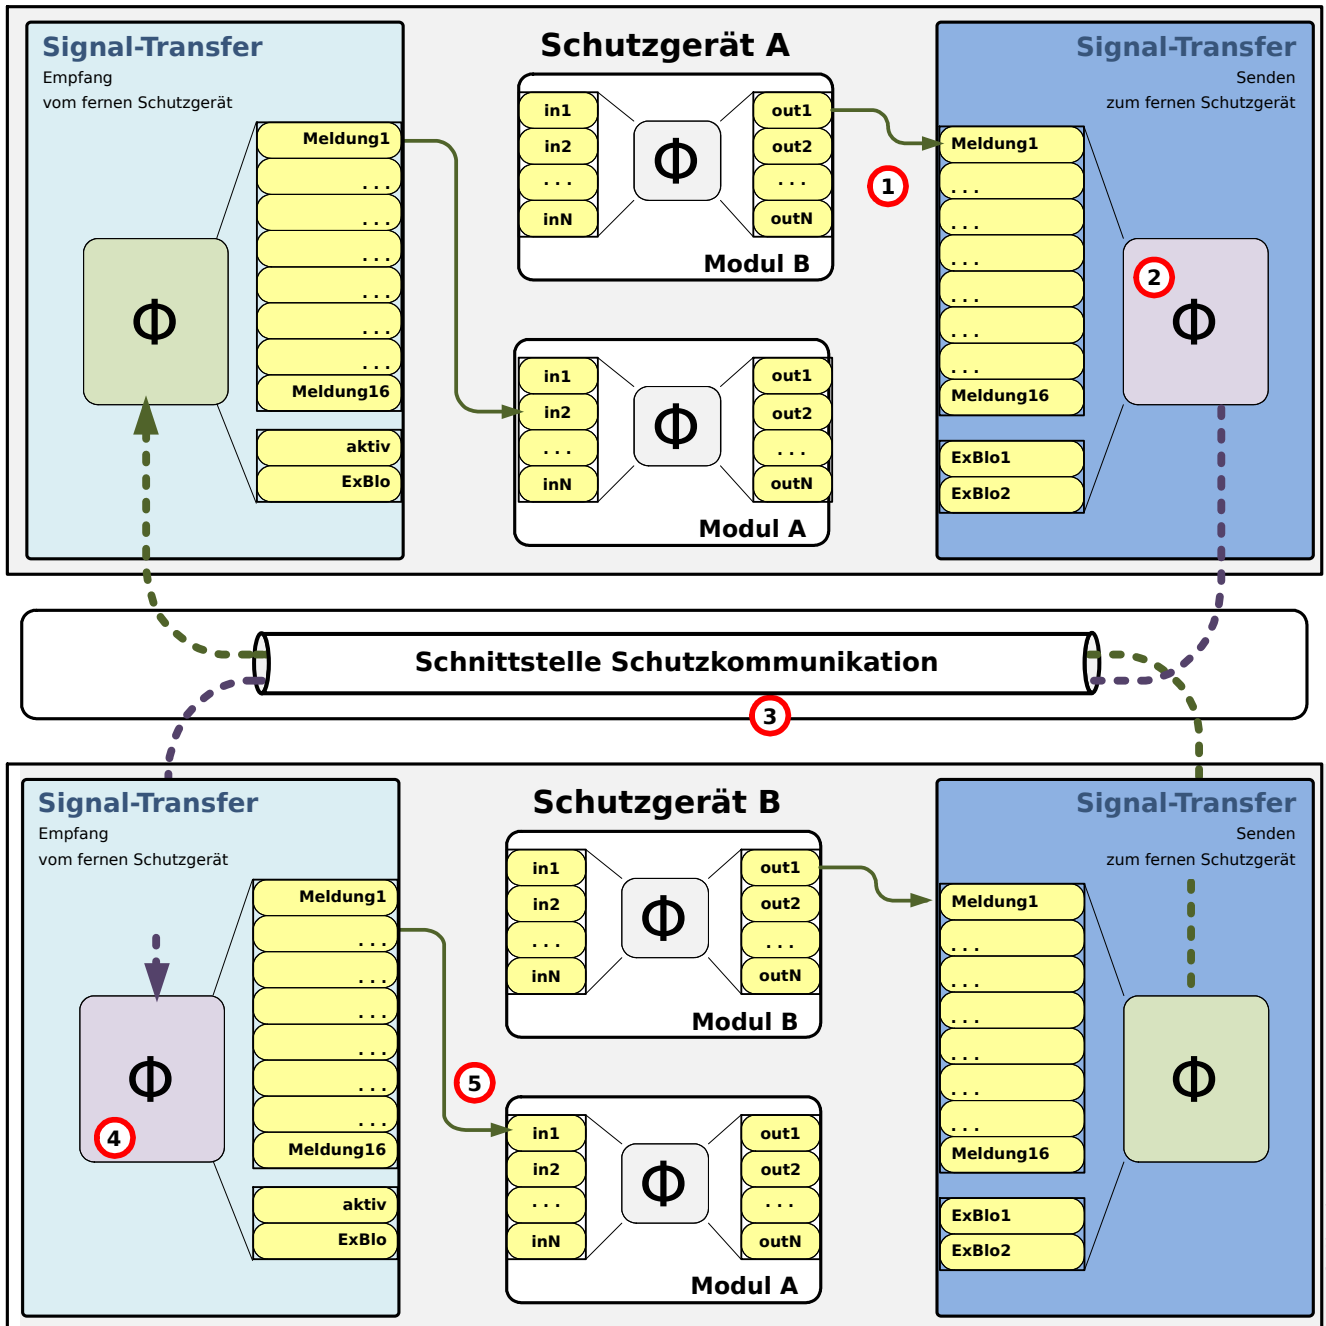 Signal-Transfer
Empfang
vom fernen Schutzgerät
Meldung1
. . .
. . .
. . .
. . .
. . .
. . .
Meldung16
aktiv
ExBlo
Φ
Schutzgerät A
in1
in2
. . .
inN
Φ
out1
out2
. . .
outN
Modul B
in1
in2
. . .
inN
Φ
out1
out2
. . .
outN
Modul A
1
Signal-Transfer
Senden
zum fernen Schutzgerät
Meldung1
. . .
. . .
. . .
. . .
. . .
. . .
Meldung16
ExBlo1
ExBlo2
2
Φ
Schnittstelle Schutzkommunikation
3
Signal-Transfer
Empfang
vom fernen Schutzgerät
Meldung1
. . .
. . .
. . .
. . .
. . .
. . .
Meldung16
aktiv
ExBlo
Φ
4
Schutzgerät B
in1
in2
. . .
inN
Φ
out1
out2
. . .
outN
Modul B
5
in1
in2
. . .
inN
Φ
out1
out2
. . .
outN
Modul A
Signal-Transfer
Senden
zum fernen Schutzgerät
Meldung1
. . .
. . .
. . .
. . .
. . .
. . .
Meldung16
ExBlo1
ExBlo2
Φ